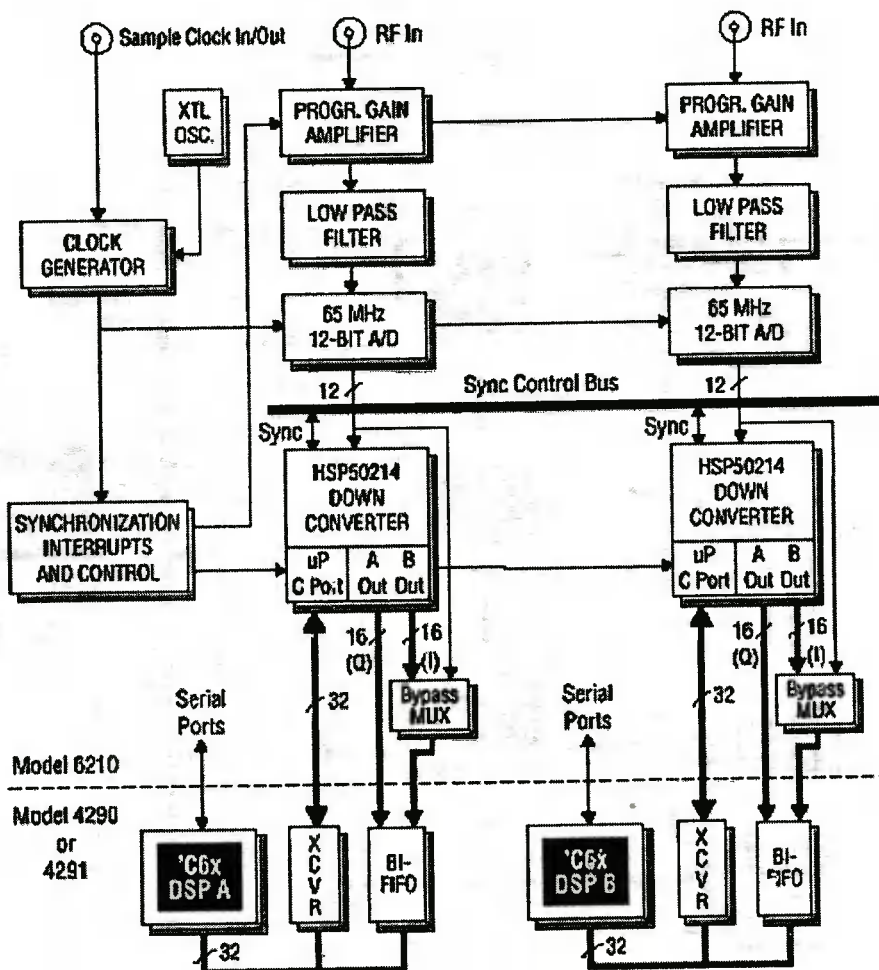 Sample Clock In/Out
RF In
RF In
XTL
OSC.
PROGR. GAIN
AMPLIFIER
PROGR. GAIN
AMPLIFIER
CLOCK
GENERATOR
LOW PASS
FILTER
LOW PASS
FILTER
65 MHz
12-BIT A/D
65 MHz
12-BIT A/D
12
Sync Control Bus
12
Sync
Sync
HSP50214
DOWN
CONVERTER
HSP50214
DOWN
CONVERTER
SYNCHRONIZATION
INTERRUPTS
AND CONTROL
uP
C Port
A
Out
B
Out
uP
C Port
A
Out
B
Out
16
(Q)
16
(I)
16
(Q)
16
(I)
Serial
Ports
32
Bypass
MUX
Serial
Ports
32
Bypass
MUX
Model 6210
Model 4290
or
4291
'C6x
DSP A
XCVR
BI-
FIFO
'C6x
DSP B
XCVR
BI-
FIFO
32
32